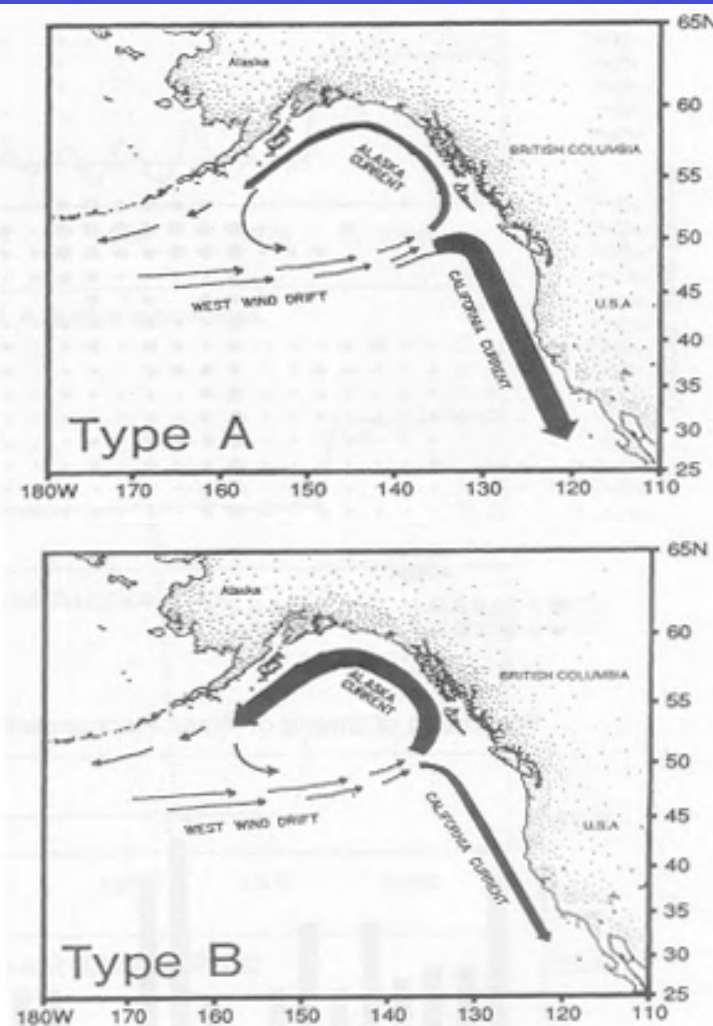 65N
Alaska
60
BRITISH COLUMBIA
ALASKA
CURRENT
55
50
WEST WIND DRIFT
CALIFORNIA CURRENT
U.S.A
45
40
35
30
25
Type A
180W 170 160 150 140 130 120 110
65N
Alaska
60
BRITISH COLUMBIA
ALASKA
CURRENT
55
50
WEST WIND DRIFT
CALIFORNIA CURRENT
U.S.A
45
40
35
30
25
Type B
180W 170 160 150 140 130 120 110